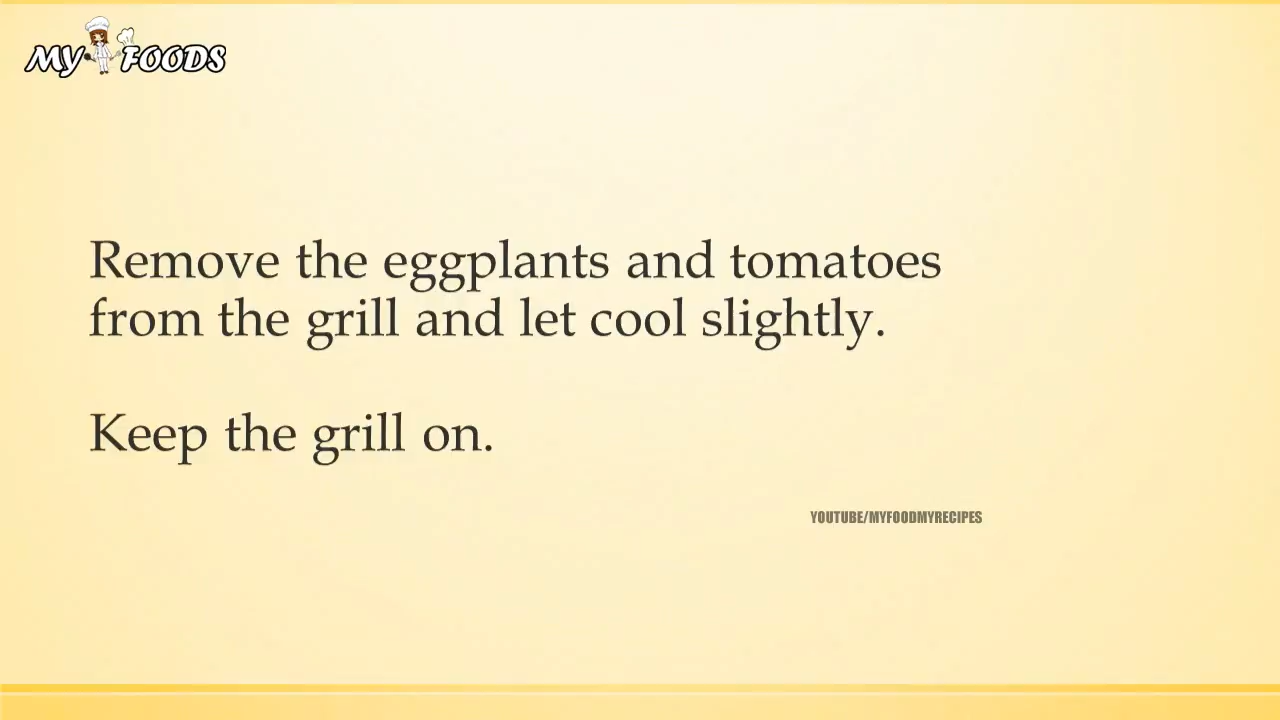 MY FOODS
Remove the eggplants and tomatoes
from the grill and let cool slightly.
Keep the grill on.
YOUTUBE/MYFOODMYRECIPES